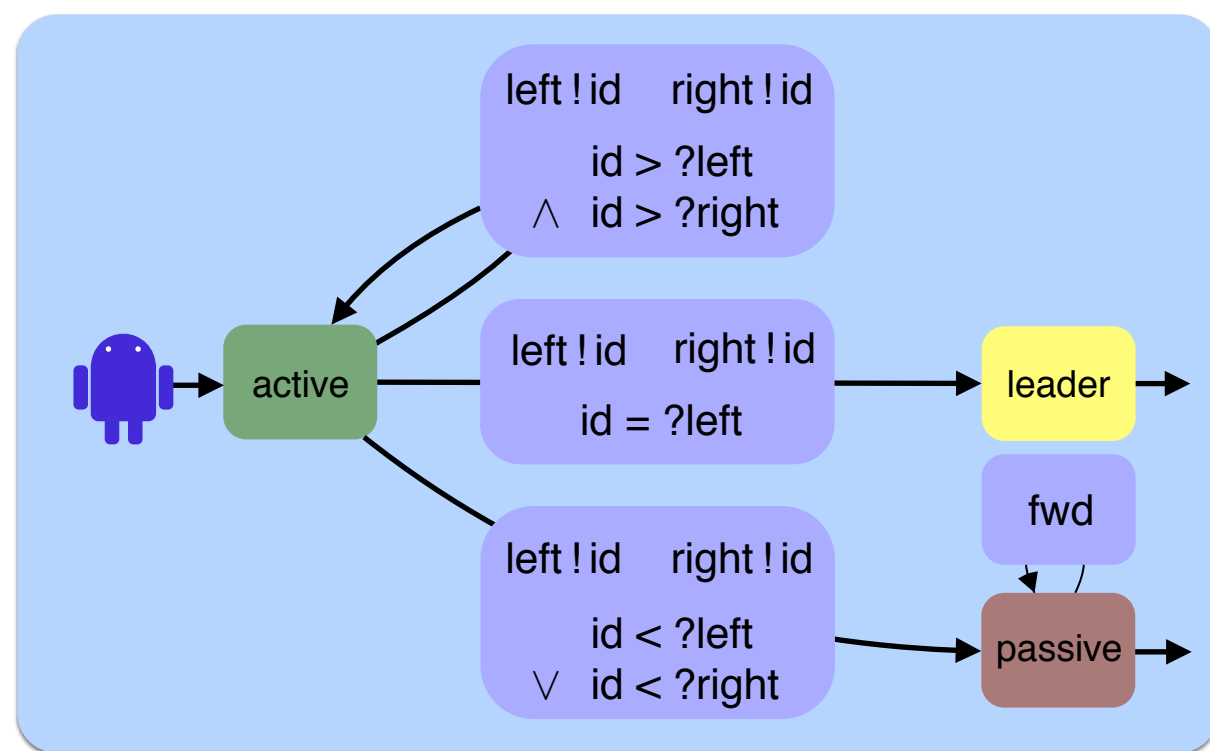 left ! id right ! id
id > ?left
∧ id > ?right
active
left ! id right ! id
id = ?left
leader
fwd
left ! id right ! id
id < ?left
∨ id < ?right
passive